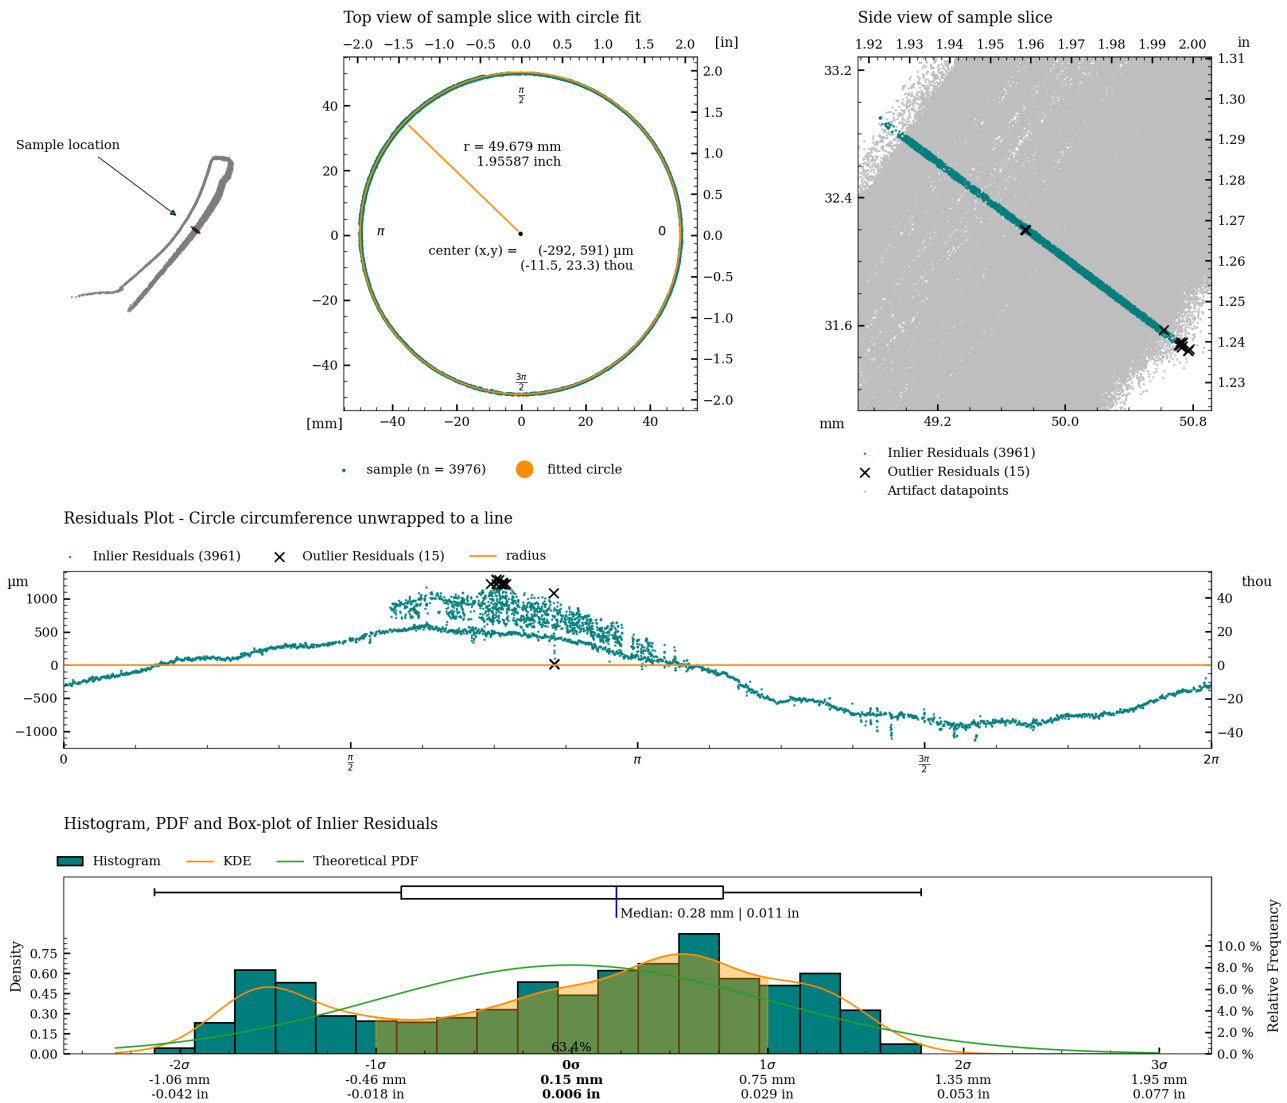 Top view of sample slice with circle fit
Side view of sample slice
−2.0 −1.5 −1.0 −0.5 0.0 0.5 1.0 1.5 2.0 [in]
1.92 1.93 1.94 1.95 1.96 1.97 1.98 1.99 2.00 in
Sample location
40
20
0
−20
−40
2.0
1.5
1.0
0.5
0.0
−0.5
−1.0
−1.5
−2.0
π/2
r = 49.679 mm
1.95587 inch
π
0
center (x,y) = (-292, 591) µm
(-11.5, 23.3) thou
3π/2
[mm] −40 −20 0 20 40
33.2
32.4
31.6
1.31
1.30
1.29
1.28
1.27
1.26
1.25
1.24
1.23
mm 49.2 50.0 50.8
sample (n = 3976) fitted circle
Inlier Residuals (3961)
Outlier Residuals (15)
Artifact datapoints
Residuals Plot - Circle circumference unwrapped to a line
Inlier Residuals (3961) Outlier Residuals (15) radius
µm
thou
1000
500
0
−500
−1000
40
20
0
−20
−40
0 π/2 π 3π/2 2π
Histogram, PDF and Box-plot of Inlier Residuals
Histogram KDE Theoretical PDF
Median: 0.28 mm | 0.011 in
Density
0.75
0.60
0.45
0.30
0.15
0.00
Relative Frequency
10.0 %
8.0 %
6.0 %
4.0 %
2.0 %
0.0 %
63.4%
-2σ -1σ 0σ 1σ 2σ 3σ
-1.06 mm -0.46 mm 0.15 mm 0.75 mm 1.35 mm 1.95 mm
-0.042 in -0.018 in 0.006 in 0.029 in 0.053 in 0.077 in